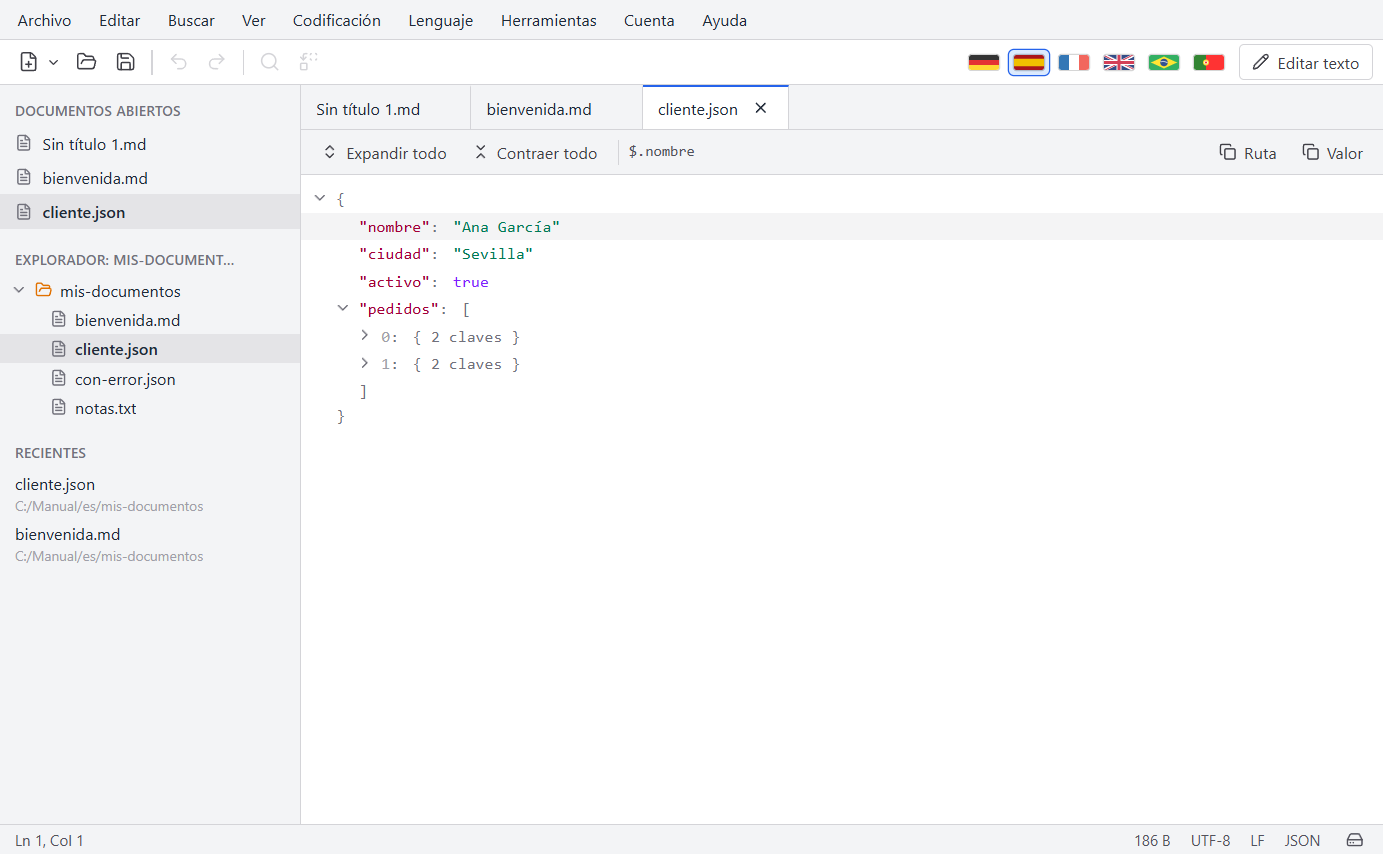 Archivo Editar Buscar Ver Codificación Lenguaje Herramientas Cuenta Ayuda
Editar texto
DOCUMENTOS ABIERTOS
Sin título 1.md
bienvenida.md
cliente.json
EXPLORADOR: MIS-DOCUMENT...
mis-documentos
bienvenida.md
cliente.json
con-error.json
notas.txt
RECIENTES
cliente.json
C:/Manual/es/mis-documentos
bienvenida.md
C:/Manual/es/mis-documentos
Sin título 1.md bienvenida.md cliente.json
Expandir todo Contraer todo $.nombre Ruta Valor
{
"nombre": "Ana García"
"ciudad": "Sevilla"
"activo": true
"pedidos": [
0: { 2 claves }
1: { 2 claves }
]
}
Ln 1, Col 1 186 B UTF-8 LF JSON